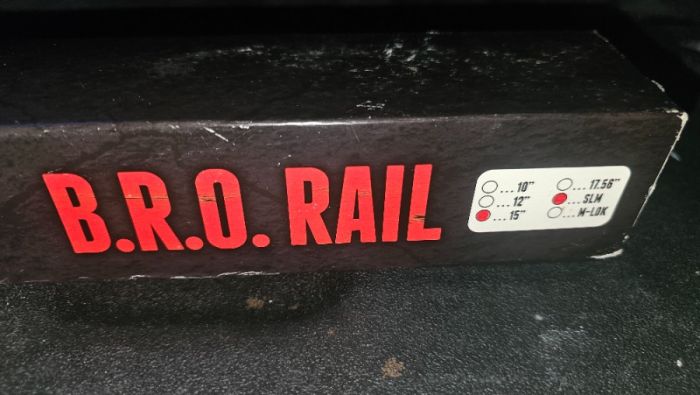 B.R.O. RAIL
...10"
...12"
...15"
...17.56"
...SLM
...M-LOK